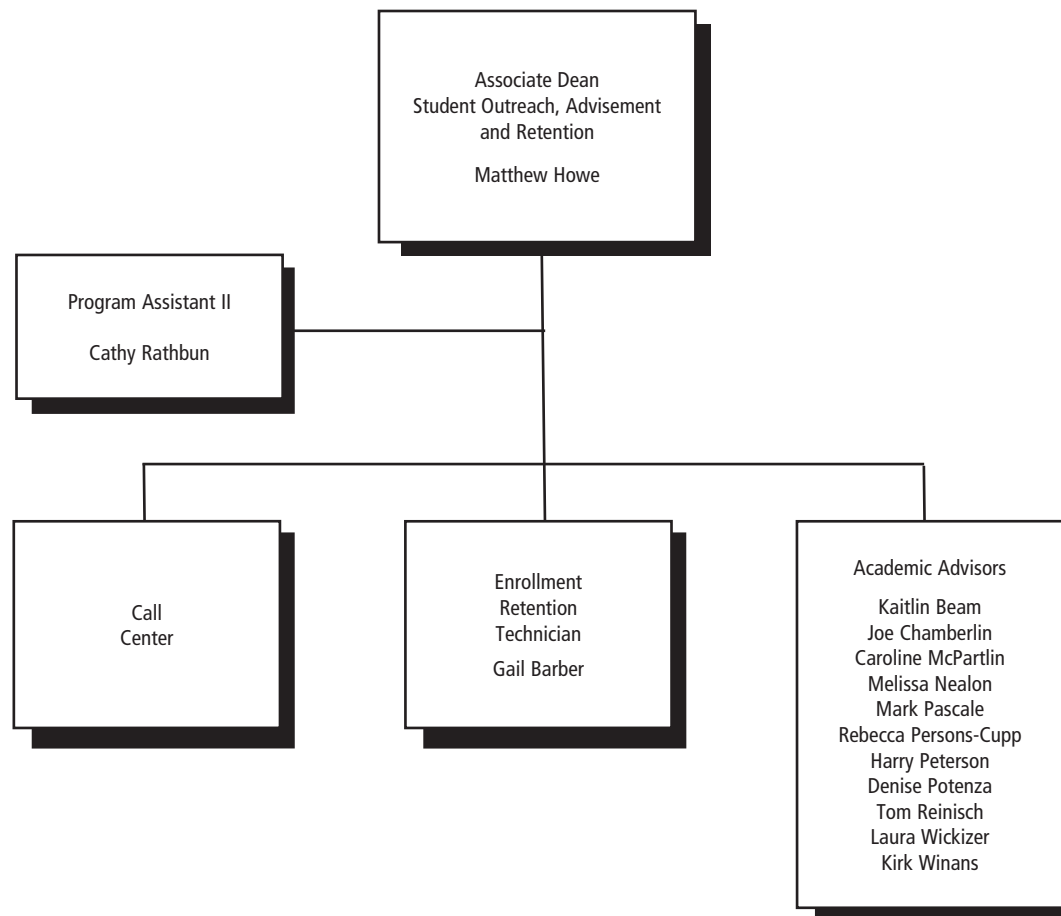 Associate Dean
Student Outreach, Advisement
and Retention
Matthew Howe
Program Assistant II
Cathy Rathbun
Call
Center
Enrollment
Retention
Technician
Gail Barber
Academic Advisors
Kaitlin Beam
Joe Chamberlin
Caroline McPartlin
Melissa Nealon
Mark Pascale
Rebecca Persons-Cupp
Harry Peterson
Denise Potenza
Tom Reinisch
Laura Wickizer
Kirk Winans